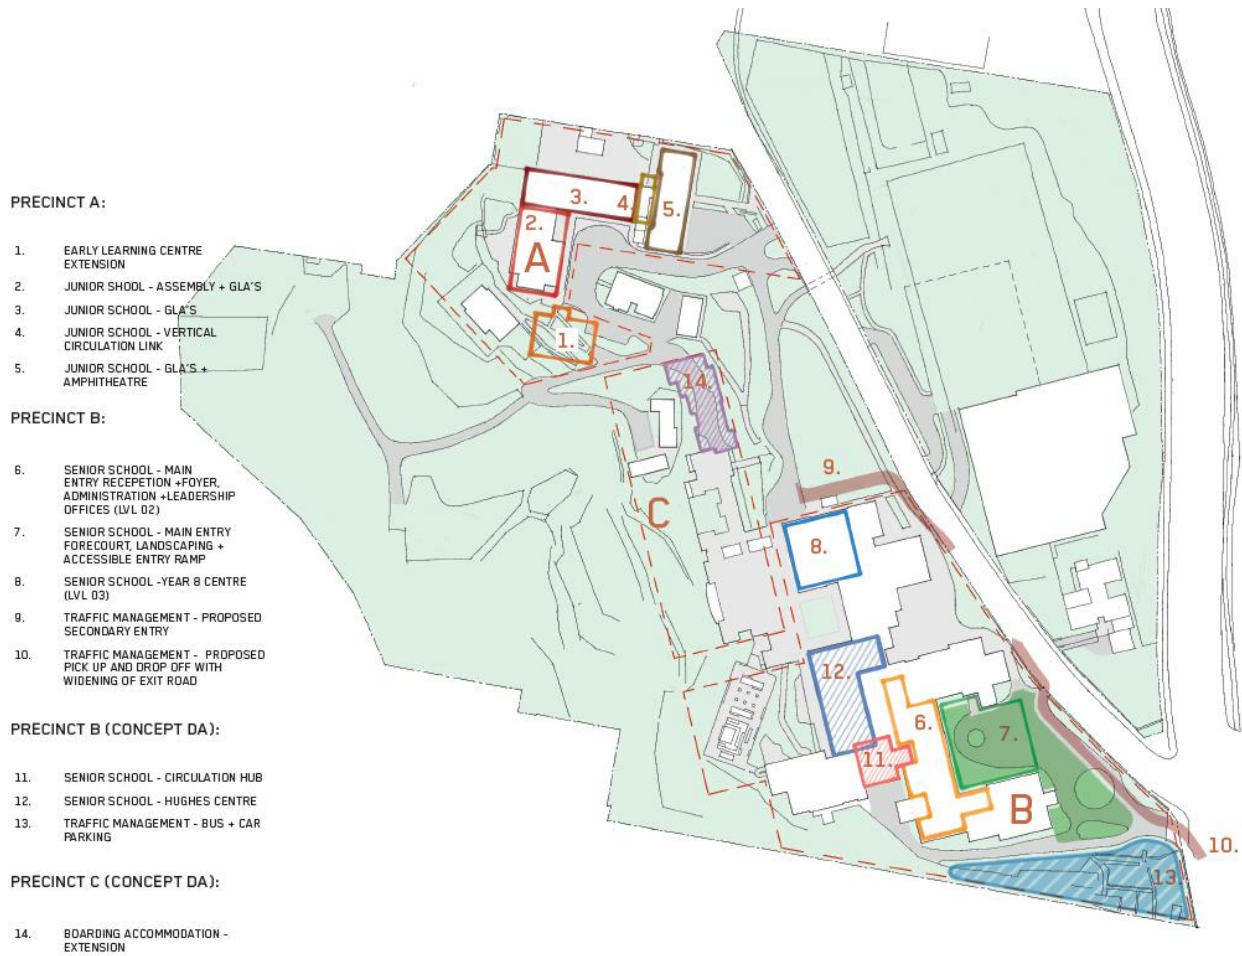 PRECINCT A:
1. EARLY LEARNING CENTRE
EXTENSION
2. JUNIOR SHOOL - ASSEMBLY + GLA'S
3. JUNIOR SCHOOL - GLA'S
4. JUNIOR SCHOOL - VERTICAL
CIRCULATION LINK
5. JUNIOR SCHOOL - GLA'S +
AMPHITHEATRE
PRECINCT B:
6. SENIOR SCHOOL - MAIN
ENTRY RECEPETION +FOYER,
ADMINISTRATION +LEADERSHIP
OFFICES (LVL 02)
7. SENIOR SCHOOL - MAIN ENTRY
FORECOURT, LANDSCAPING +
ACCESSIBLE ENTRY RAMP
8. SENIOR SCHOOL -YEAR 8 CENTRE
(LVL 03)
9. TRAFFIC MANAGEMENT - PROPOSED
SECONDARY ENTRY
10. TRAFFIC MANAGEMENT - PROPOSED
PICK UP AND DROP OFF WITH
WIDENING OF EXIT ROAD
PRECINCT B (CONCEPT DA):
11. SENIOR SCHOOL - CIRCULATION HUB
12. SENIOR SCHOOL - HUGHES CENTRE
13. TRAFFIC MANAGEMENT - BUS + CAR
PARKING
PRECINCT C (CONCEPT DA):
14. BOARDING ACCOMMODATION -
EXTENSION
3.
4.
5.
2.
A
1.
14.
9.
C
8.
12.
6.
7.
11.
B
10.
13.